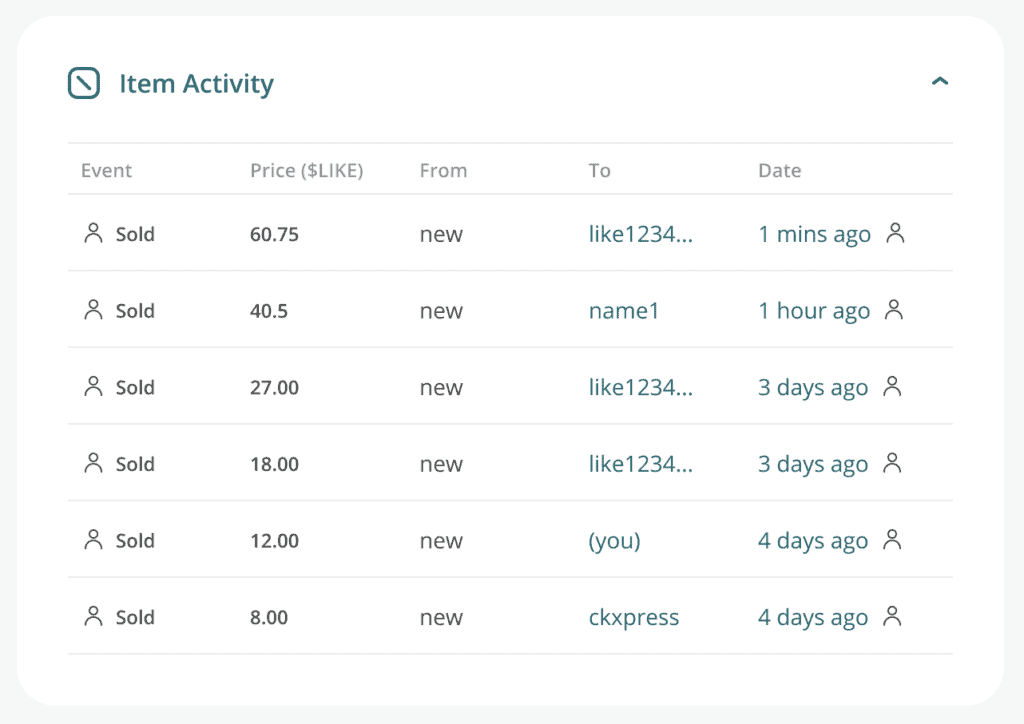 Item Activity
Event Price ($LIKE) From To Date
Sold 60.75 new like1234... 1 mins ago
Sold 40.5 new name1 1 hour ago
Sold 27.00 new like1234... 3 days ago
Sold 18.00 new like1234... 3 days ago
Sold 12.00 new (you) 4 days ago
Sold 8.00 new ckxpress 4 days ago